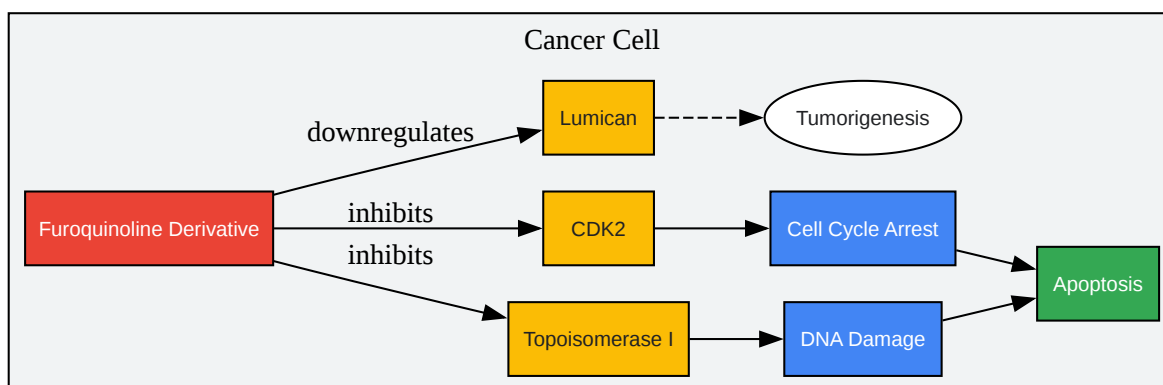 Cancer Cell
Lumican
Tumorigenesis
downregulates
Furoquinoline Derivative
inhibits
CDK2
Cell Cycle Arrest
inhibits
Apoptosis
Topoisomerase I
DNA Damage